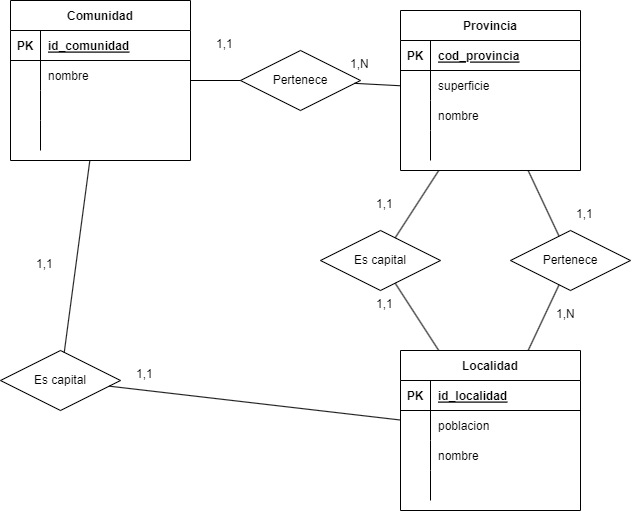 Comunidad
PK id_comunidad
nombre
1,1
Pertenece
1,N
Provincia
PK cod_provincia
superficie
nombre
1,1
Es capital
1,1
1,1
Pertenece
1,N
1,1
Es capital
1,1
Localidad
PK id_localidad
poblacion
nombre